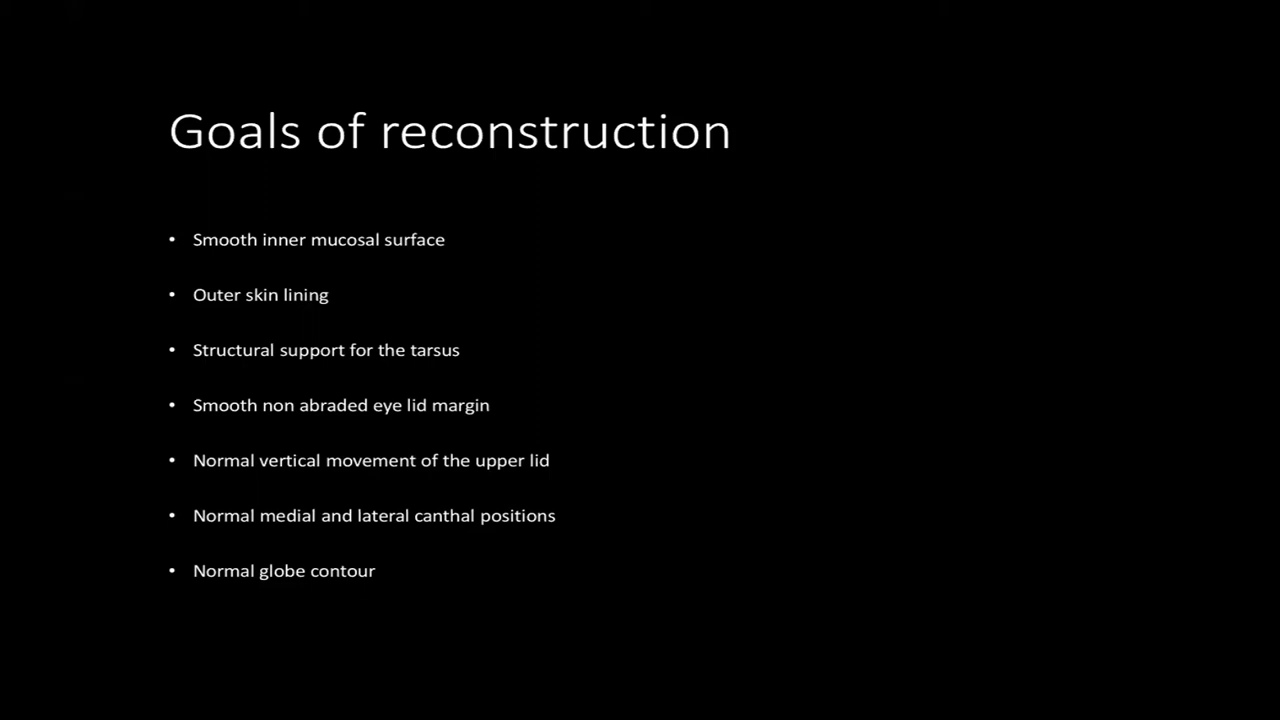 Goals of reconstruction
• Smooth inner mucosal surface
• Outer skin lining
• Structural support for the tarsus
• Smooth non abraded eye lid margin
• Normal vertical movement of the upper lid
• Normal medial and lateral canthal positions
• Normal globe contour